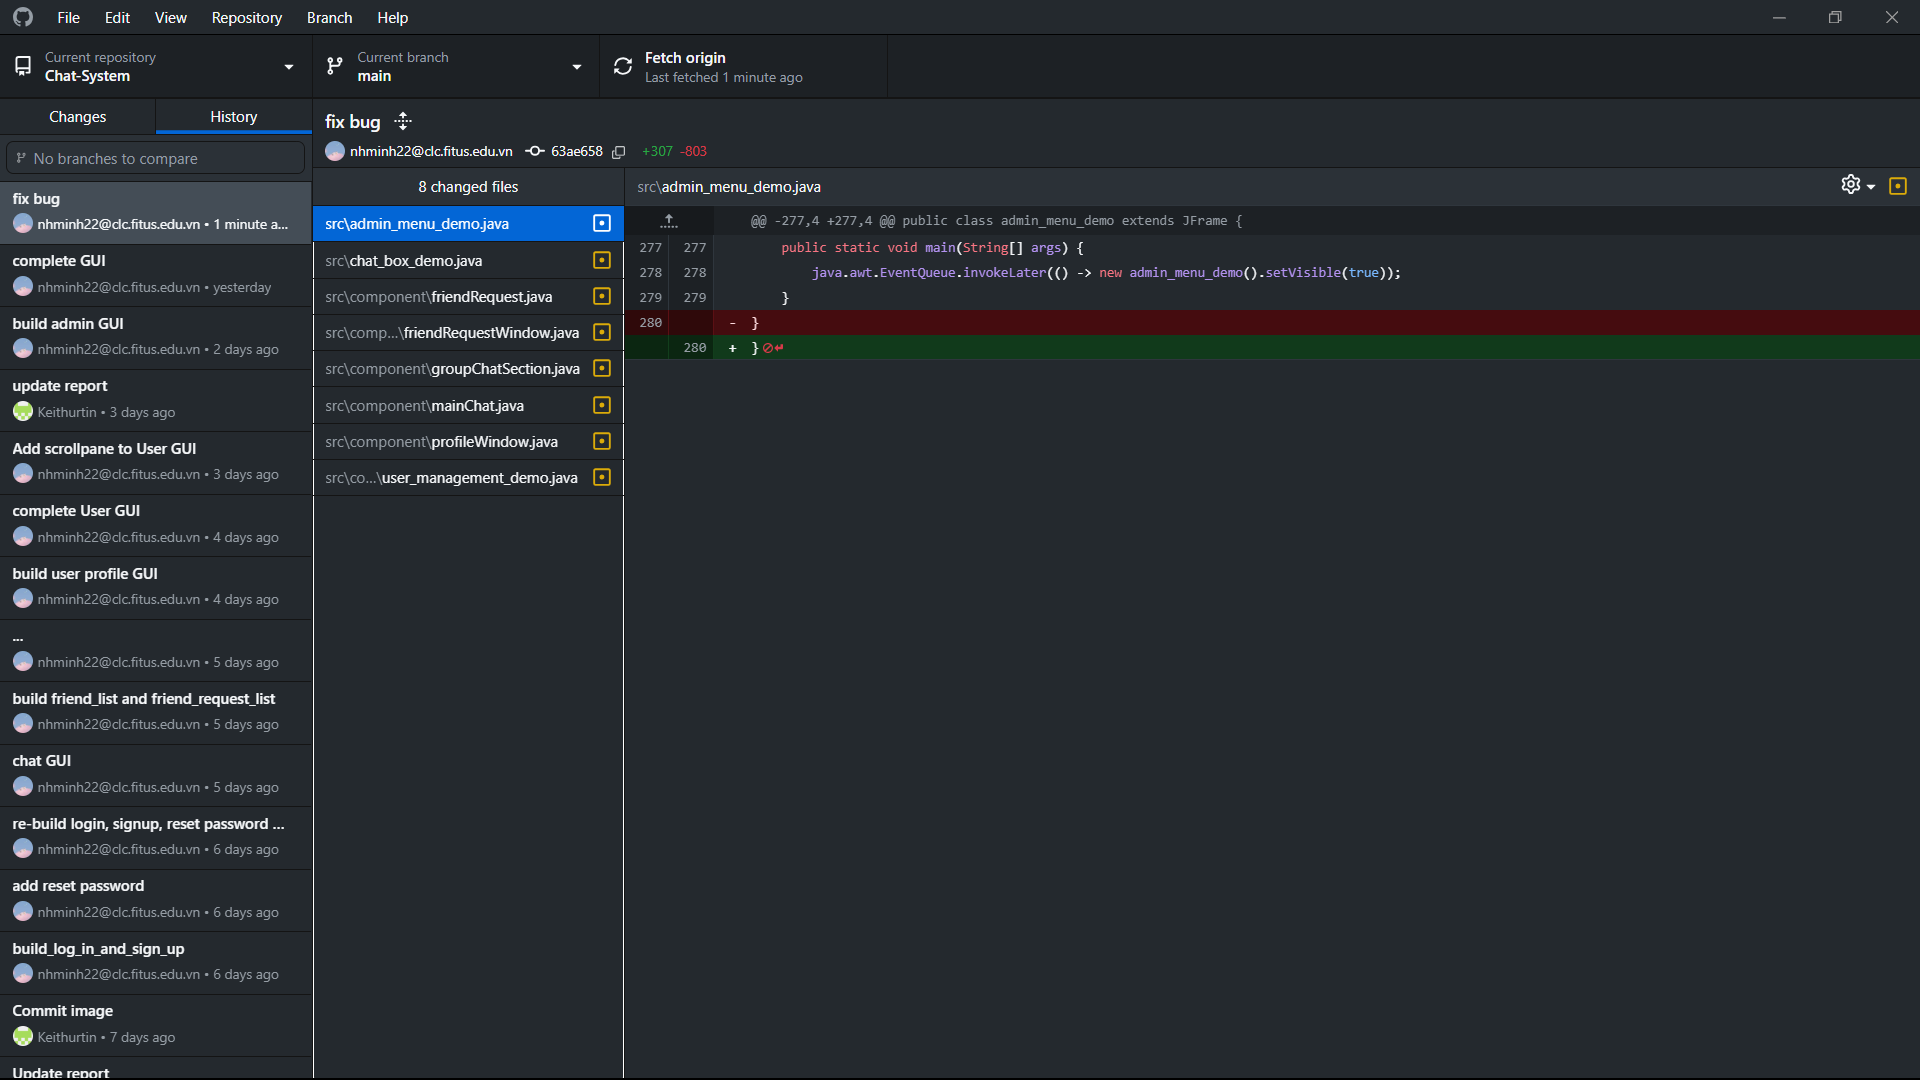 File Edit View Repository Branch Help
Current repository
Chat-System
Current branch
main
Fetch origin
Last fetched 1 minute ago
Changes
History
No branches to compare
fix bug
nhminh22@clc.fitus.edu.vn • 1 minute a...
complete GUI
nhminh22@clc.fitus.edu.vn • yesterday
build admin GUI
nhminh22@clc.fitus.edu.vn • 2 days ago
update report
Keithurtin • 3 days ago
Add scrollpane to User GUI
nhminh22@clc.fitus.edu.vn • 3 days ago
complete User GUI
nhminh22@clc.fitus.edu.vn • 4 days ago
build user profile GUI
nhminh22@clc.fitus.edu.vn • 4 days ago
...
nhminh22@clc.fitus.edu.vn • 5 days ago
build friend_list and friend_request_list
nhminh22@clc.fitus.edu.vn • 5 days ago
chat GUI
nhminh22@clc.fitus.edu.vn • 5 days ago
re-build login, signup, reset password ...
nhminh22@clc.fitus.edu.vn • 6 days ago
add reset password
nhminh22@clc.fitus.edu.vn • 6 days ago
build_log_in_and_sign_up
nhminh22@clc.fitus.edu.vn • 6 days ago
Commit image
Keithurtin • 7 days ago
Update report
fix bug
nhminh22@clc.fitus.edu.vn 63ae658 +307 -803
8 changed files
src\admin_menu_demo.java
src\chat_box_demo.java
src\component\friendRequest.java
src\comp...\friendRequestWindow.java
src\component\groupChatSection.java
src\component\mainChat.java
src\component\profileWindow.java
src\co...\user_management_demo.java
src\admin_menu_demo.java
@@ -277,4 +277,4 @@ public class admin_menu_demo extends JFrame {
277 277 public static void main(String[] args) {
278 278 java.awt.EventQueue.invokeLater(() -> new admin_menu_demo().setVisible(true));
279 279 }
280 - }
280 + }